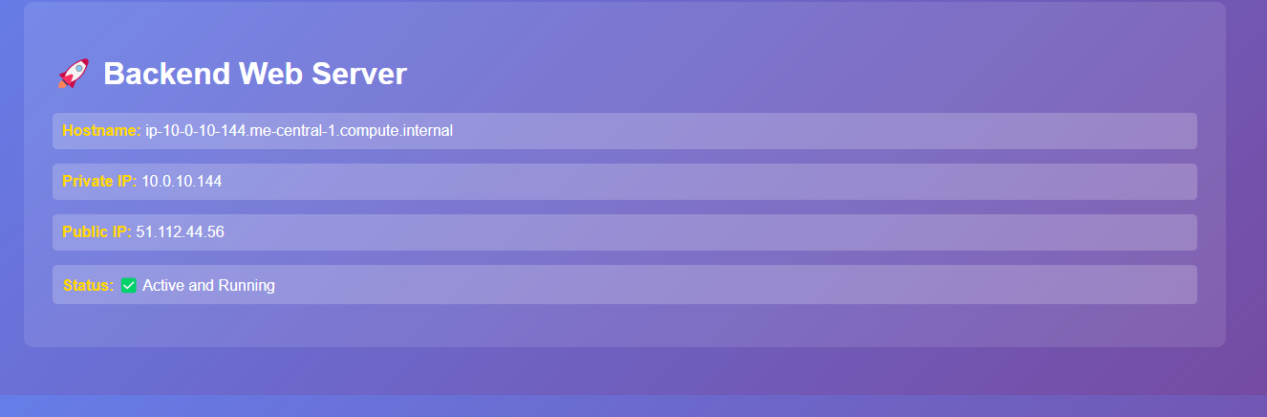 🚀 Backend Web Server
Hostname: ip-10-0-10-144.me-central-1.compute.internal
Private IP: 10.0.10.144
Public IP: 51.112.44.56
Status: ✅ Active and Running